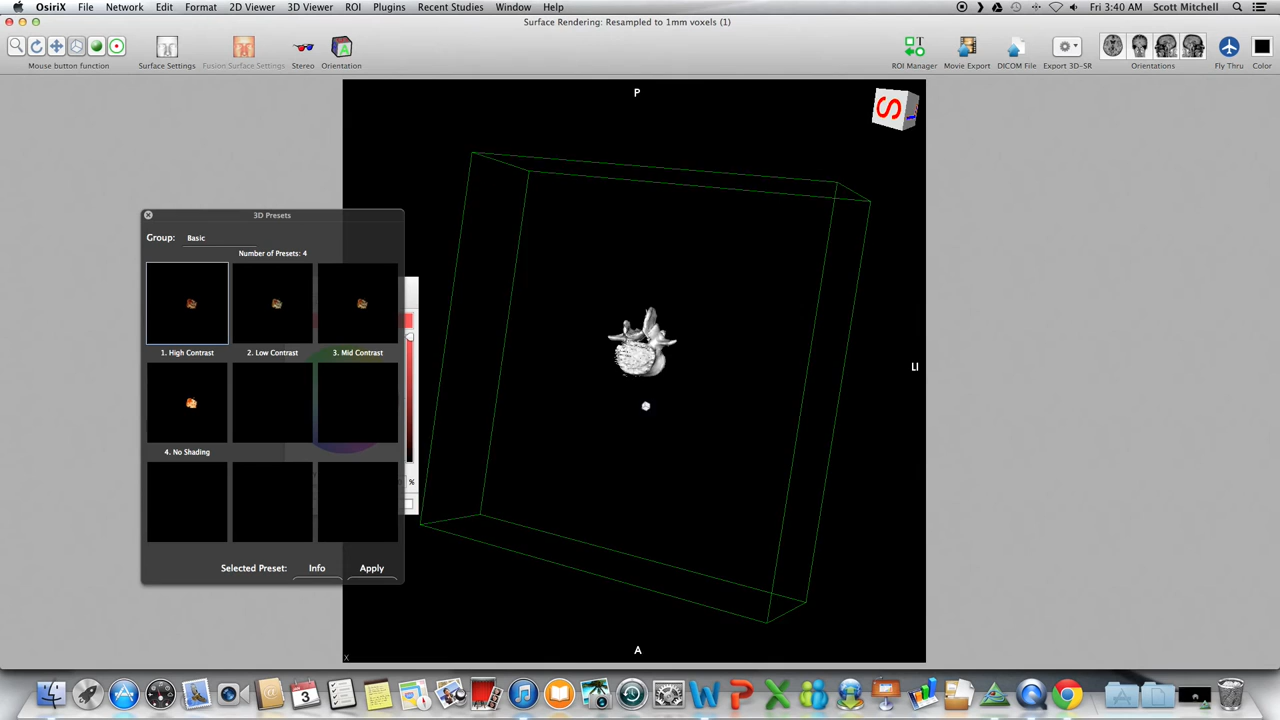 OsiriX File Network Edit Format 2D Viewer 3D Viewer ROI Plugins Recent Studies Window Help Fri 3:40 AM Scott Mitchell
Surface Rendering: Resampled to 1mm voxels (1)
Mouse button function Surface Settings Fusion Surface Settings Stereo Orientation ROI Manager Movie Export DICOM File Export 3D-SR Orientations Fly Thru Color
P
S
3D Presets
Group: Basic
Number of Presets: 4
1. High Contrast 2. Low Contrast 3. Mid Contrast
LI
4. No Shading
%
Selected Preset: Info Apply
A
X